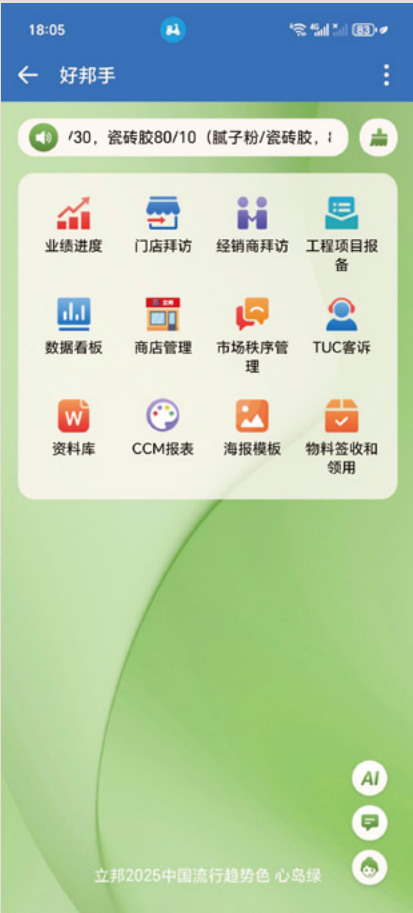 18:05
83
好邦手
/30，瓷砖胶80/10（腻子粉/瓷砖胶，
业绩进度 门店拜访 经销商拜访 工程项目报
备
数据看板 商店管理 市场秩序管 TUC客诉
理
W
资料库 CCM报表 海报模板 物料签收和
领用
AI
立邦2025中国流行趋势色 心岛绿